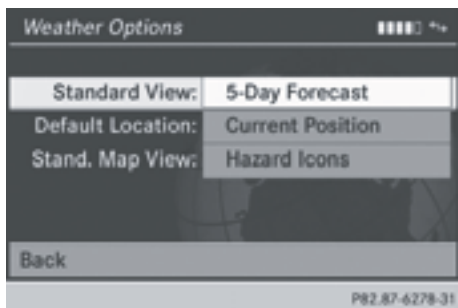 Weather Options
Standard View: 5-Day Forecast
Default Location: Current Position
Stand. Map View: Hazard Icons
Back
P82.87-6278-31